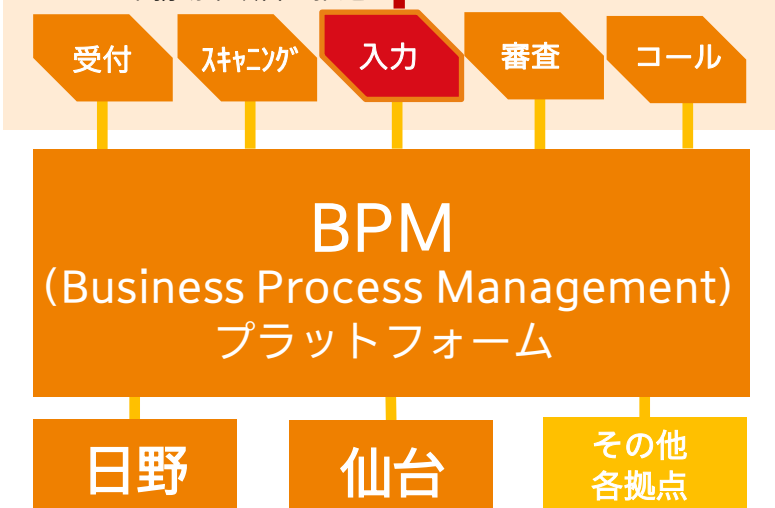 受付
ｽｷｬﾆﾝｸﾞ
入力
審査
コール
BPM
(Business Process Management)
プラットフォーム
日野
仙台
その他
各拠点